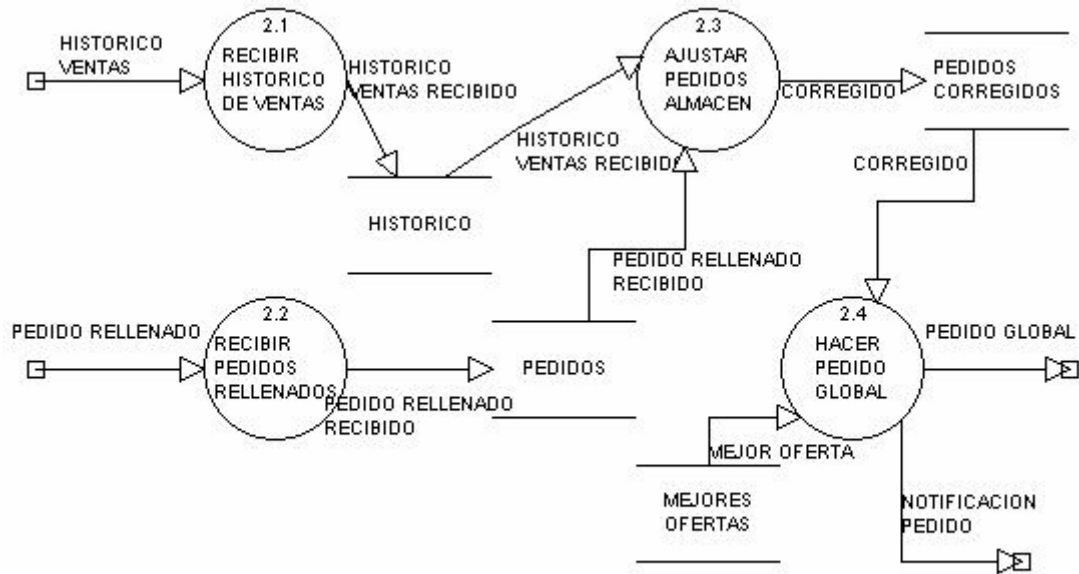 HISTORICO
VENTAS
2.1
RECIBIR
HISTORICO
DE VENTAS
HISTORICO
VENTAS RECIBIDO
HISTORICO
HISTORICO
VENTAS RECIBIDO
2.3
AJUSTAR
PEDIDOS
ALMACEN
CORREGIDO
PEDIDOS
CORREGIDOS
CORREGIDO
PEDIDO RELLENADO
2.2
RECIBIR
PEDIDOS
RELLENADOS
PEDIDO RELLENADO
RECIBIDO
PEDIDOS
PEDIDO RELLENADO
RECIBIDO
2.4
HACER
PEDIDO
GLOBAL
PEDIDO GLOBAL
MEJOR OFERTA
MEJORES
OFERTAS
NOTIFICACION
PEDIDO